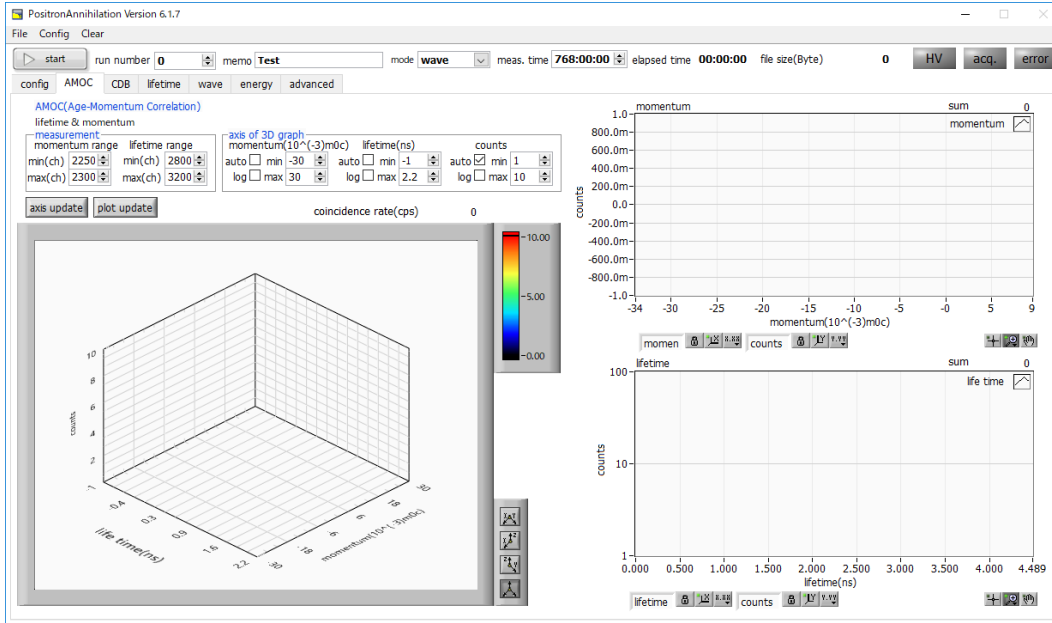 PositronAnnihilation Version 6.1.7
File Config Clear
start run number 0 memo Test mode wave meas. time 768:00:00 elapsed time 00:00:00 file size(Byte) 0 HV acq. error
config AMOC CDB lifetime wave energy advanced
AMOC(Age-Momentum Correlation)
lifetime & momentum
measurement
momentum range lifetime range
min(ch) 2250 min(ch) 2800
max(ch) 2300 max(ch) 3200
axis of 3D graph
momentum(10^(-3)m0c) lifetime(ns) counts
auto min -30 auto min -1 auto min 1
log max 30 log max 2.2 log max 10
axis update plot update
coincidence rate(cps) 0
10.00
5.00
0.00
10
8
6
4
2
-1
counts
-1
-0.4
0.3
0.9
1.6
2.2
life time(ns)
-30
-18
-6
6
18
30
momentum(10^(-3)m0c)
momentum sum 0
momentum
1.0
800.0m
600.0m
400.0m
200.0m
0.0
-200.0m
-400.0m
-600.0m
-800.0m
-1.0
counts
-34 -30 -25 -20 -15 -10 -5 0 5 9
momentum(10^(-3)m0c)
momen X X.XX counts Y Y.YY
lifetime sum 0
life time
100
10
1
counts
0.000 0.500 1.000 1.500 2.000 2.500 3.000 3.500 4.000 4.489
lifetime(ns)
lifetime X X.XX counts Y Y.YY